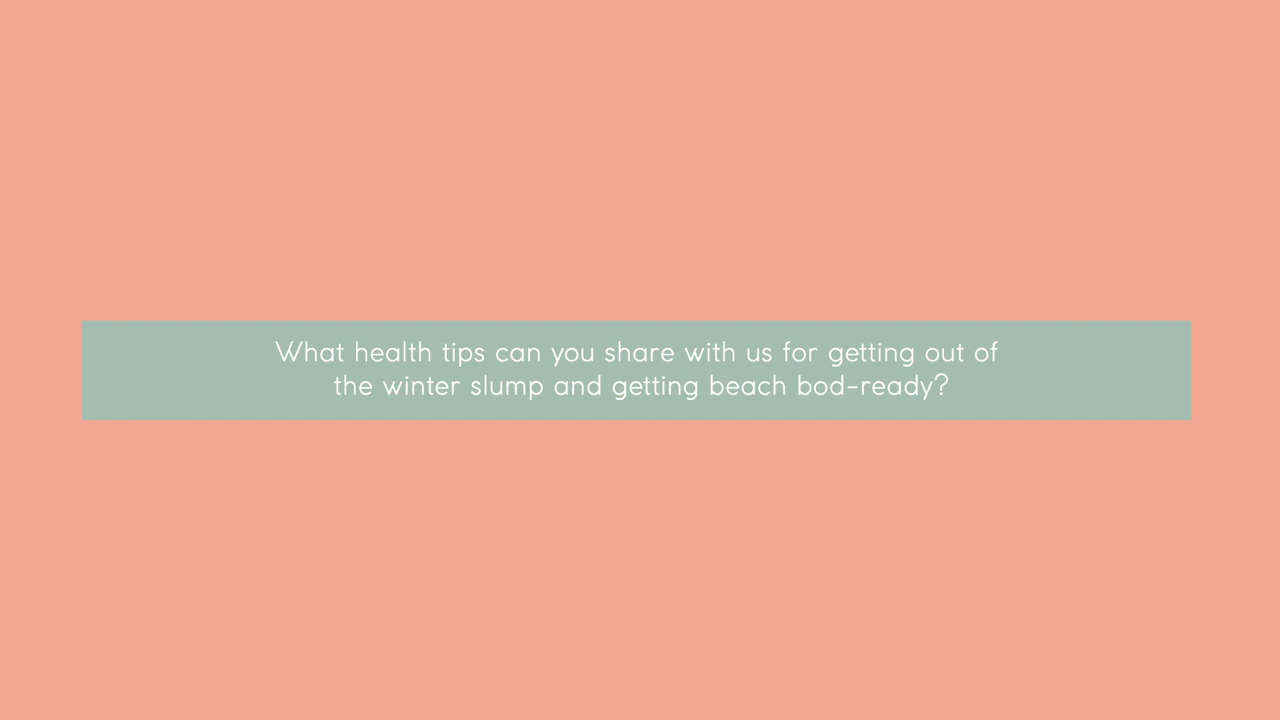 What health tips can you share with us for getting out of
the winter slump and getting beach bod-ready?